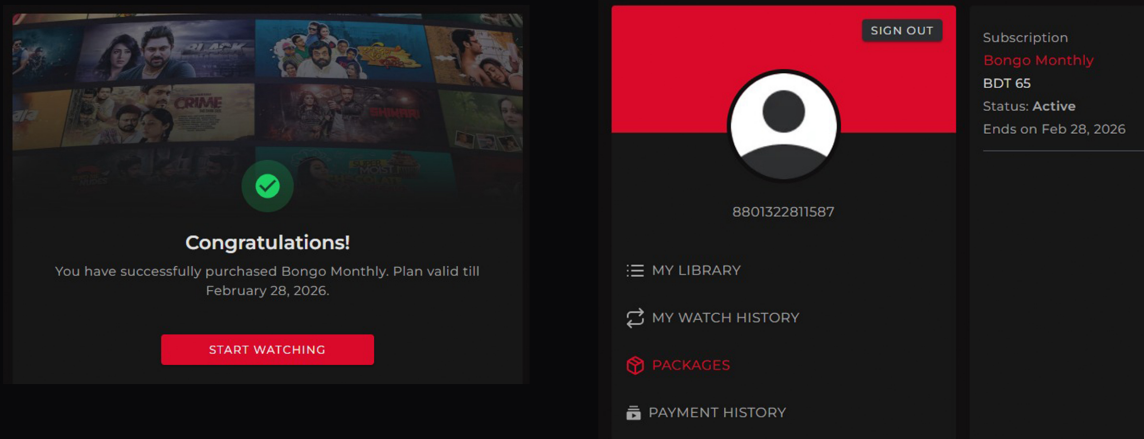 BLACK
CRIME
SHIKARI
Congratulations!
You have successfully purchased Bongo Monthly. Plan valid till
February 28, 2026.
START WATCHING
SIGN OUT
8801322811587
MY LIBRARY
MY WATCH HISTORY
PACKAGES
PAYMENT HISTORY
Subscription
Bongo Monthly
BDT 65
Status: Active
Ends on Feb 28, 2026